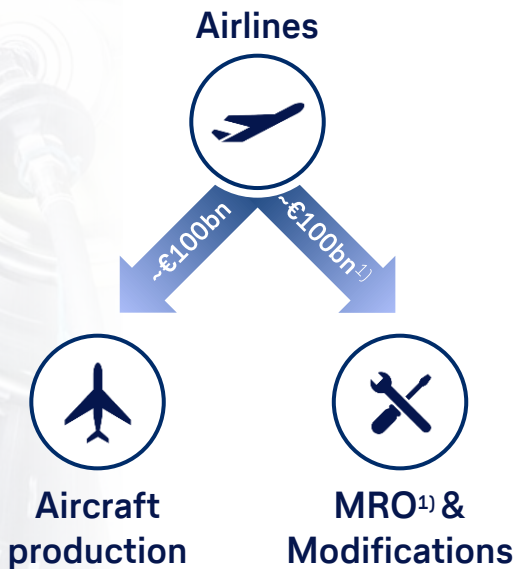 Airlines
~€100bn
~€100bn1)
Aircraft
production
MRO1) &
Modifications